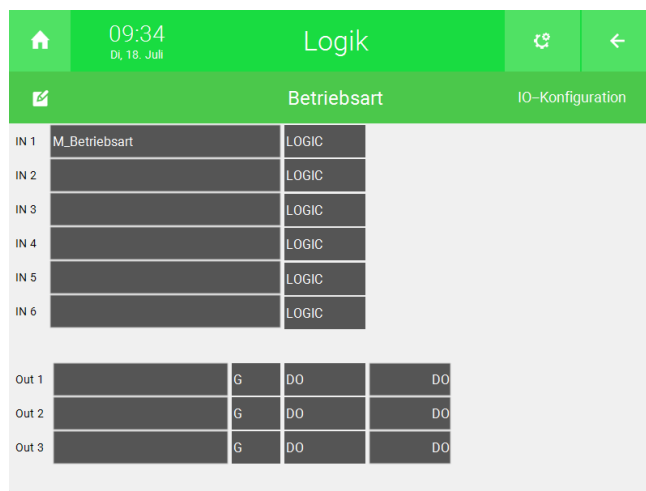 09:34
Di, 18. Juli
Logik
Betriebsart
IO–Konfiguration
IN 1 M_Betriebsart LOGIC
IN 2 LOGIC
IN 3 LOGIC
IN 4 LOGIC
IN 5 LOGIC
IN 6 LOGIC
Out 1 G DO DO
Out 2 G DO DO
Out 3 G DO DO